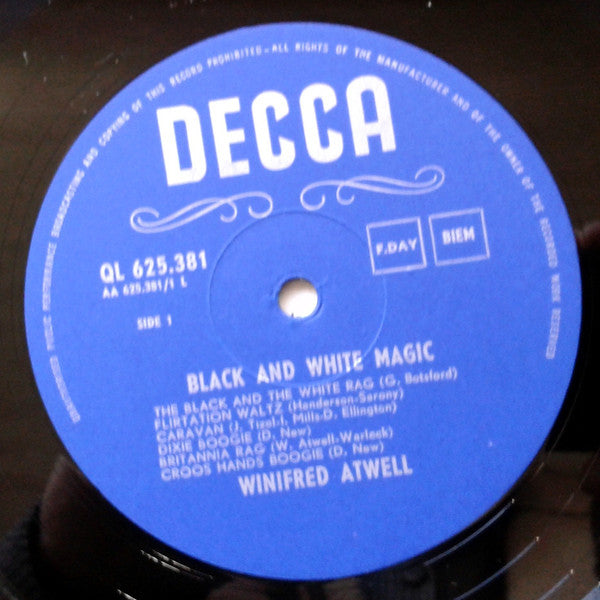 UNAUTHORIZED PUBLIC PERFORMANCE BROADCASTING AND COPYING OF THIS RECORD PROHIBITED-ALL RIGHTS OF THE MANUFACTURER AND OF THE OWNER OF THE RECORDED WORK RESERVED
DECCA
QL 625.381
AA 625.381/1 L
F.DAY
BIEM
SIDE 1
BLACK AND WHITE MAGIC
THE BLACK AND THE WHITE RAG (G. Botsford)
FLIRTATION WALTZ (Henderson-Sarony)
CARAVAN (J. Tizol-I. Mills-D. Ellington)
DIXIE BOOGIE (D. New)
BRITANNIA RAG (W. Atwell-Warlock)
CROOS HANDS BOOGIE (D. New)
WINIFRED ATWELL